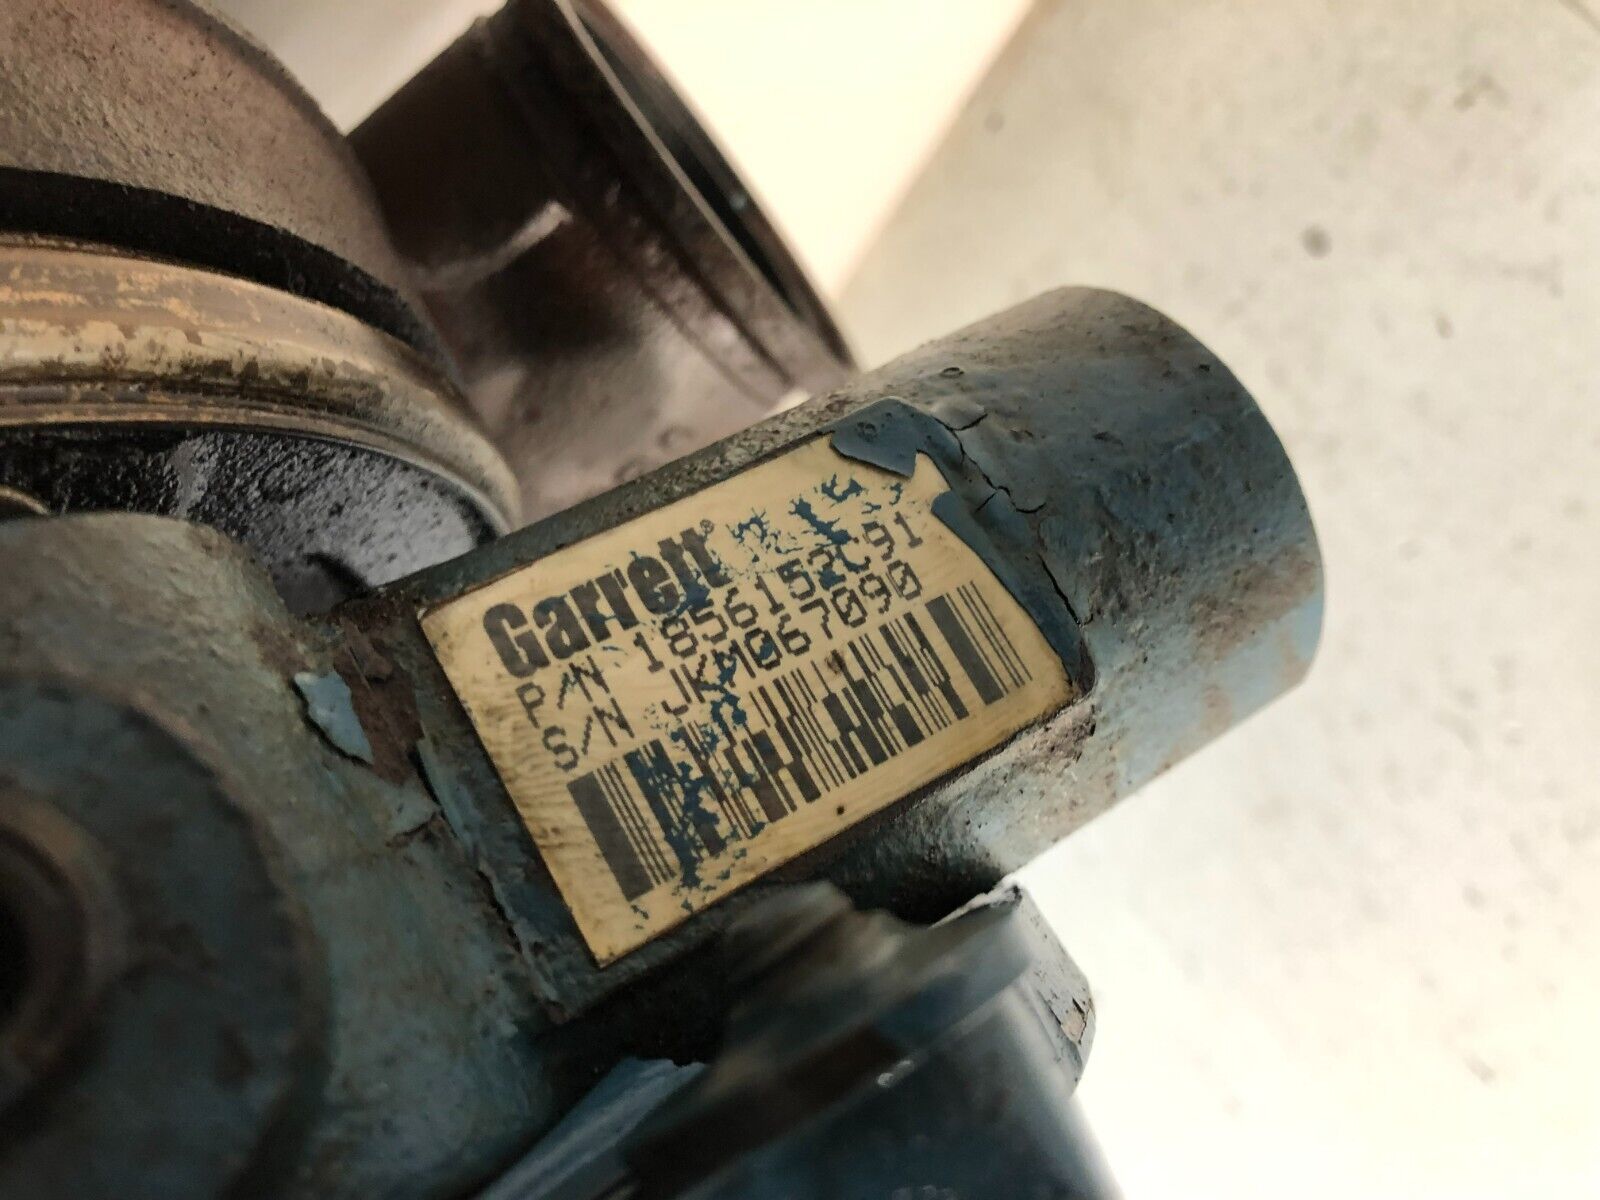 Garrett®
P/N 1856152C91
S/N JKM067090